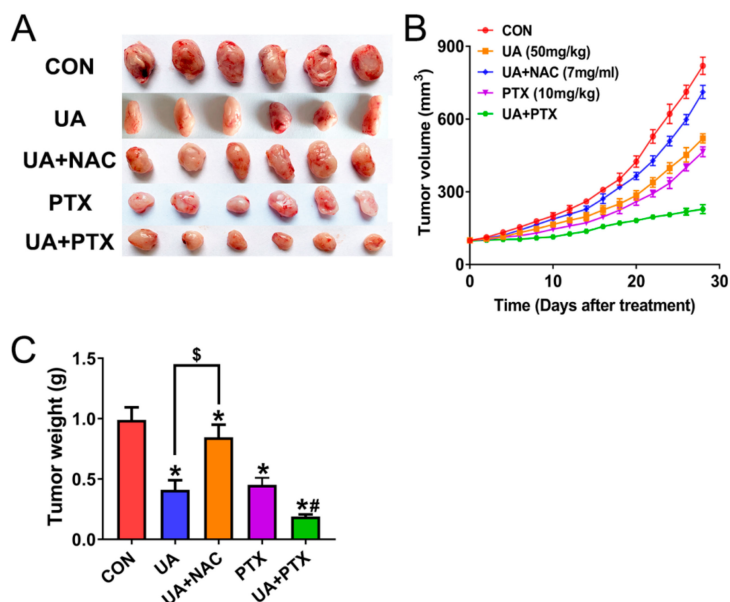 A
CON
UA
UA+NAC
PTX
UA+PTX
B
CON
UA (50mg/kg)
UA+NAC (7mg/ml)
PTX (10mg/kg)
UA+PTX
Tumor volume (mm³)
900
600
300
0
0 10 20 30
Time (Days after treatment)
C
Tumor weight (g)
1.5
1.0
0.5
0.0
$
* * * *#
CON UA UA+NAC PTX UA+PTX